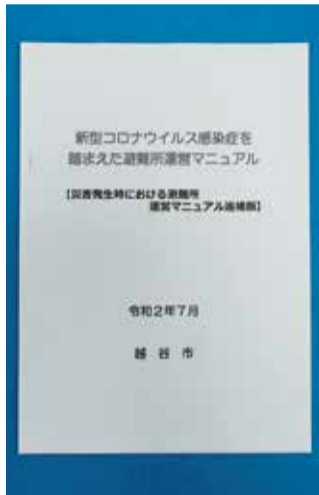 新型コロナウイルス感染症を
踏まえた避難所運営マニュアル
【災害発生時における避難所
運営マニュアル追補版】
令和2年7月
越谷市